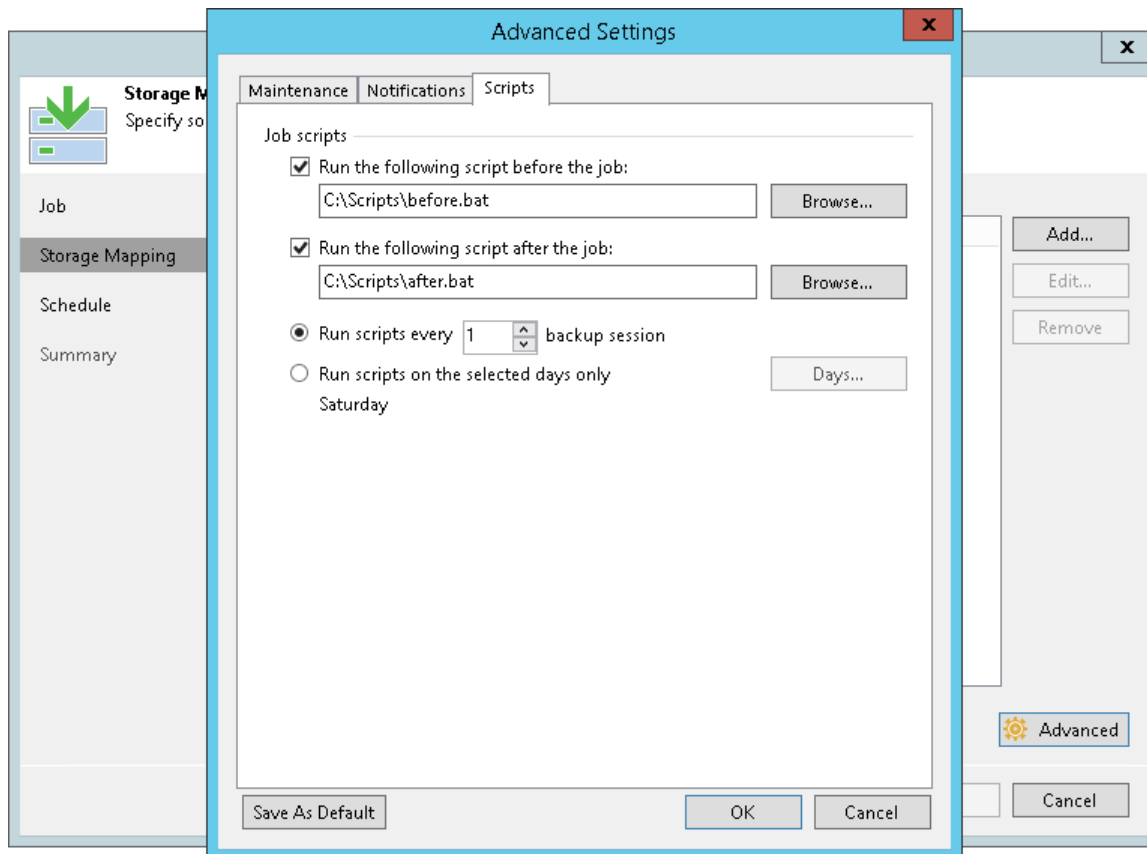 Advanced Settings
x
x
Storage M
Specify so
Maintenance
Notifications
Scripts
Job
Storage Mapping
Schedule
Summary
Job scripts
Run the following script before the job:
C:\Scripts\before.bat
Browse...
Run the following script after the job:
C:\Scripts\after.bat
Browse...
Run scripts every 1 backup session
Run scripts on the selected days only
Days...
Saturday
Add...
Edit...
Remove
Advanced
Save As Default
OK
Cancel
Cancel